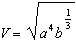 V = √(a⁴b^(1/3))